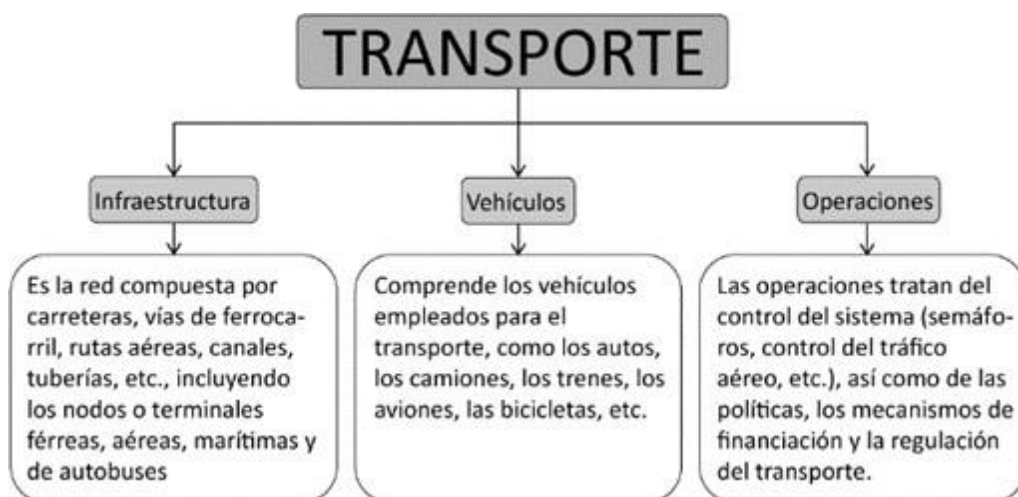 TRANSPORTE
Infraestructura
Vehículos
Operaciones
Es la red compuesta por
carreteras, vías de ferroca-
rril, rutas aéreas, canales,
tuberías, etc., incluyendo
los nodos o terminales
férreas, aéreas, marítimas y
de autobuses
Comprende los vehículos
empleados para el
transporte, como los autos,
los camiones, los trenes, los
aviones, las bicicletas, etc.
Las operaciones tratan del
control del sistema (semáfo-
ros, control del tráfico
aéreo, etc.), así como de las
políticas, los mecanismos de
financiación y la regulación
del transporte.